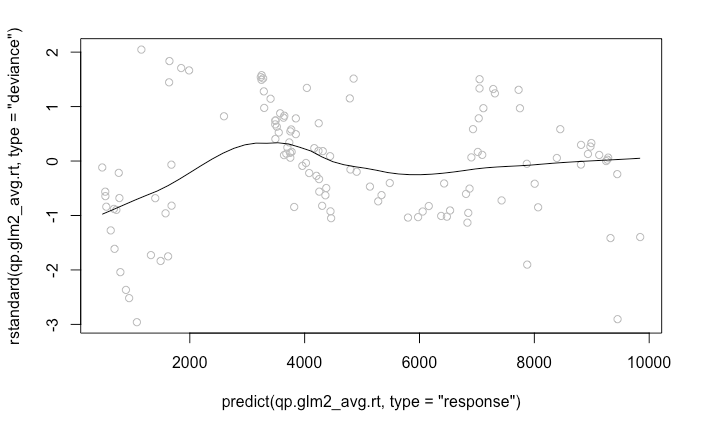 rstandard(qp.glm2_avg.rt, type = "deviance")
2
1
0
-1
-2
-3
2000 4000 6000 8000 10000
predict(qp.glm2_avg.rt, type = "response")